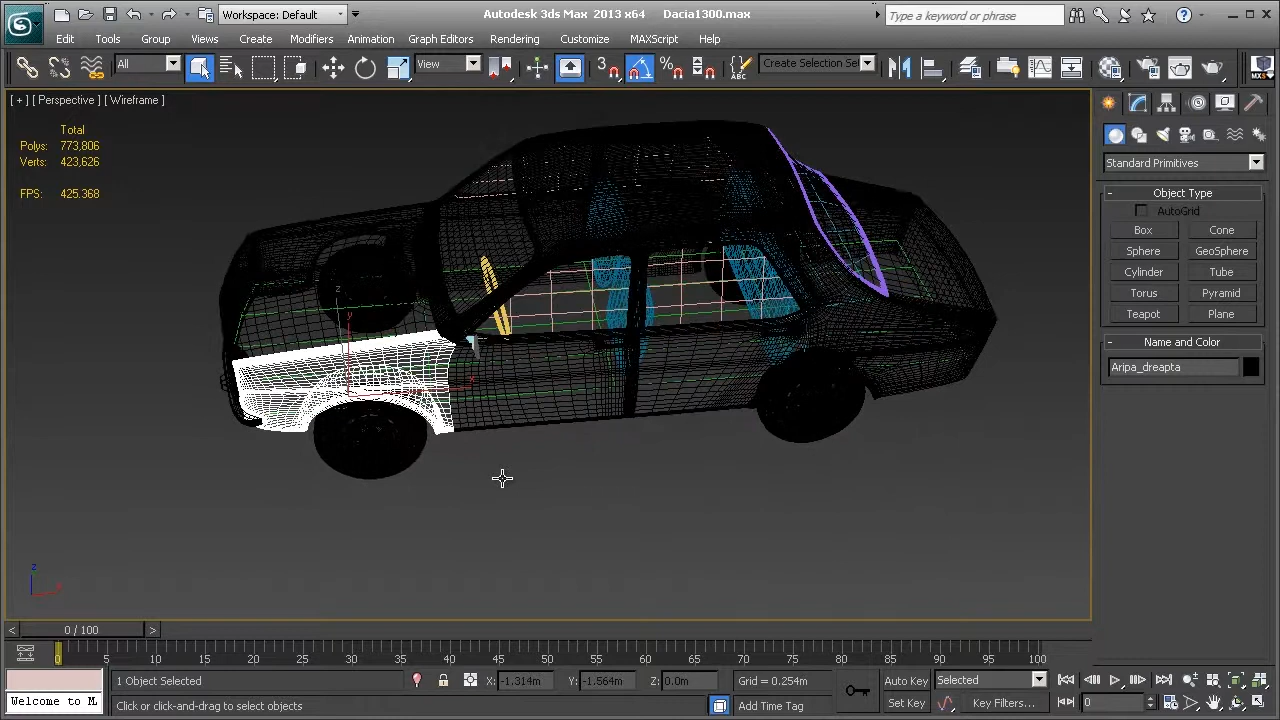 Workspace: Default
Autodesk 3ds Max 2013 x64 Dacia1300.max
Type a keyword or phrase
Edit Tools Group Views Create Modifiers Animation Graph Editors Rendering Customize MAXScript Help
All
View
3
%
ABC
Create Selection Se
[ + ] [ Perspective ] [ Wireframe ]
Total
Polys: 773,806
Verts: 423,626
FPS: 425.368
Standard Primitives
Object Type
AutoGrid
Box Cone
Sphere GeoSphere
Cylinder Tube
Torus Pyramid
Teapot Plane
Name and Color
Aripa_dreapta
z
y
x
z
x
< 0 / 100 >
0 5 10 15 20 25 30 35 40 45 50 55 60 65 70 75 80 85 90 95 100
1 Object Selected X: -1.314m Y: -1.564m Z: 0.0m Grid = 0.254m Auto Key Selected
Welcome to M Click or click-and-drag to select objects Add Time Tag Set Key Key Filters... 0